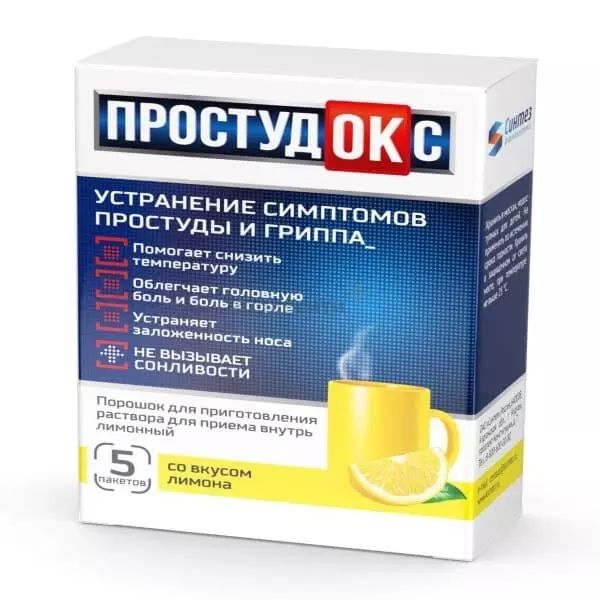 ПРОСТУДОКС
Синтез
УСТРАНЕНИЕ СИМПТОМОВ
ПРОСТУДЫ И ГРИППА_
Помогает снизить
температуру
Облегчает головную
боль и боль в горле
Устраняет
заложенность носа
НЕ ВЫЗЫВАЕТ
СОНЛИВОСТИ
Порошок для приготовления
раствора для приема внутрь
лимонный
5
пакетов
со вкусом
лимона